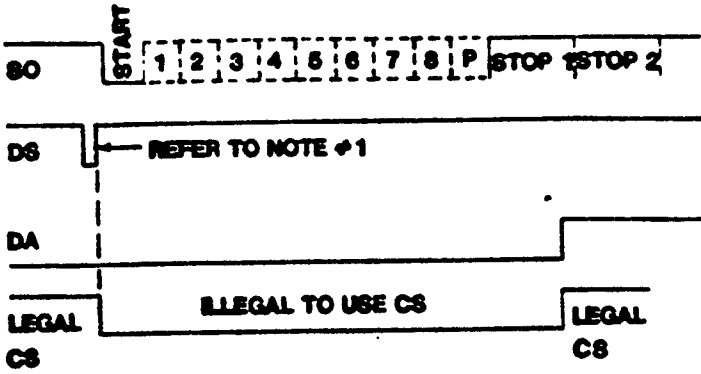 START
SO 1 2 3 4 5 6 7 8 P STOP 1 STOP 2
DS REFER TO NOTE #1
DA
ILLEGAL TO USE CS
LEGAL CS
LEGAL CS